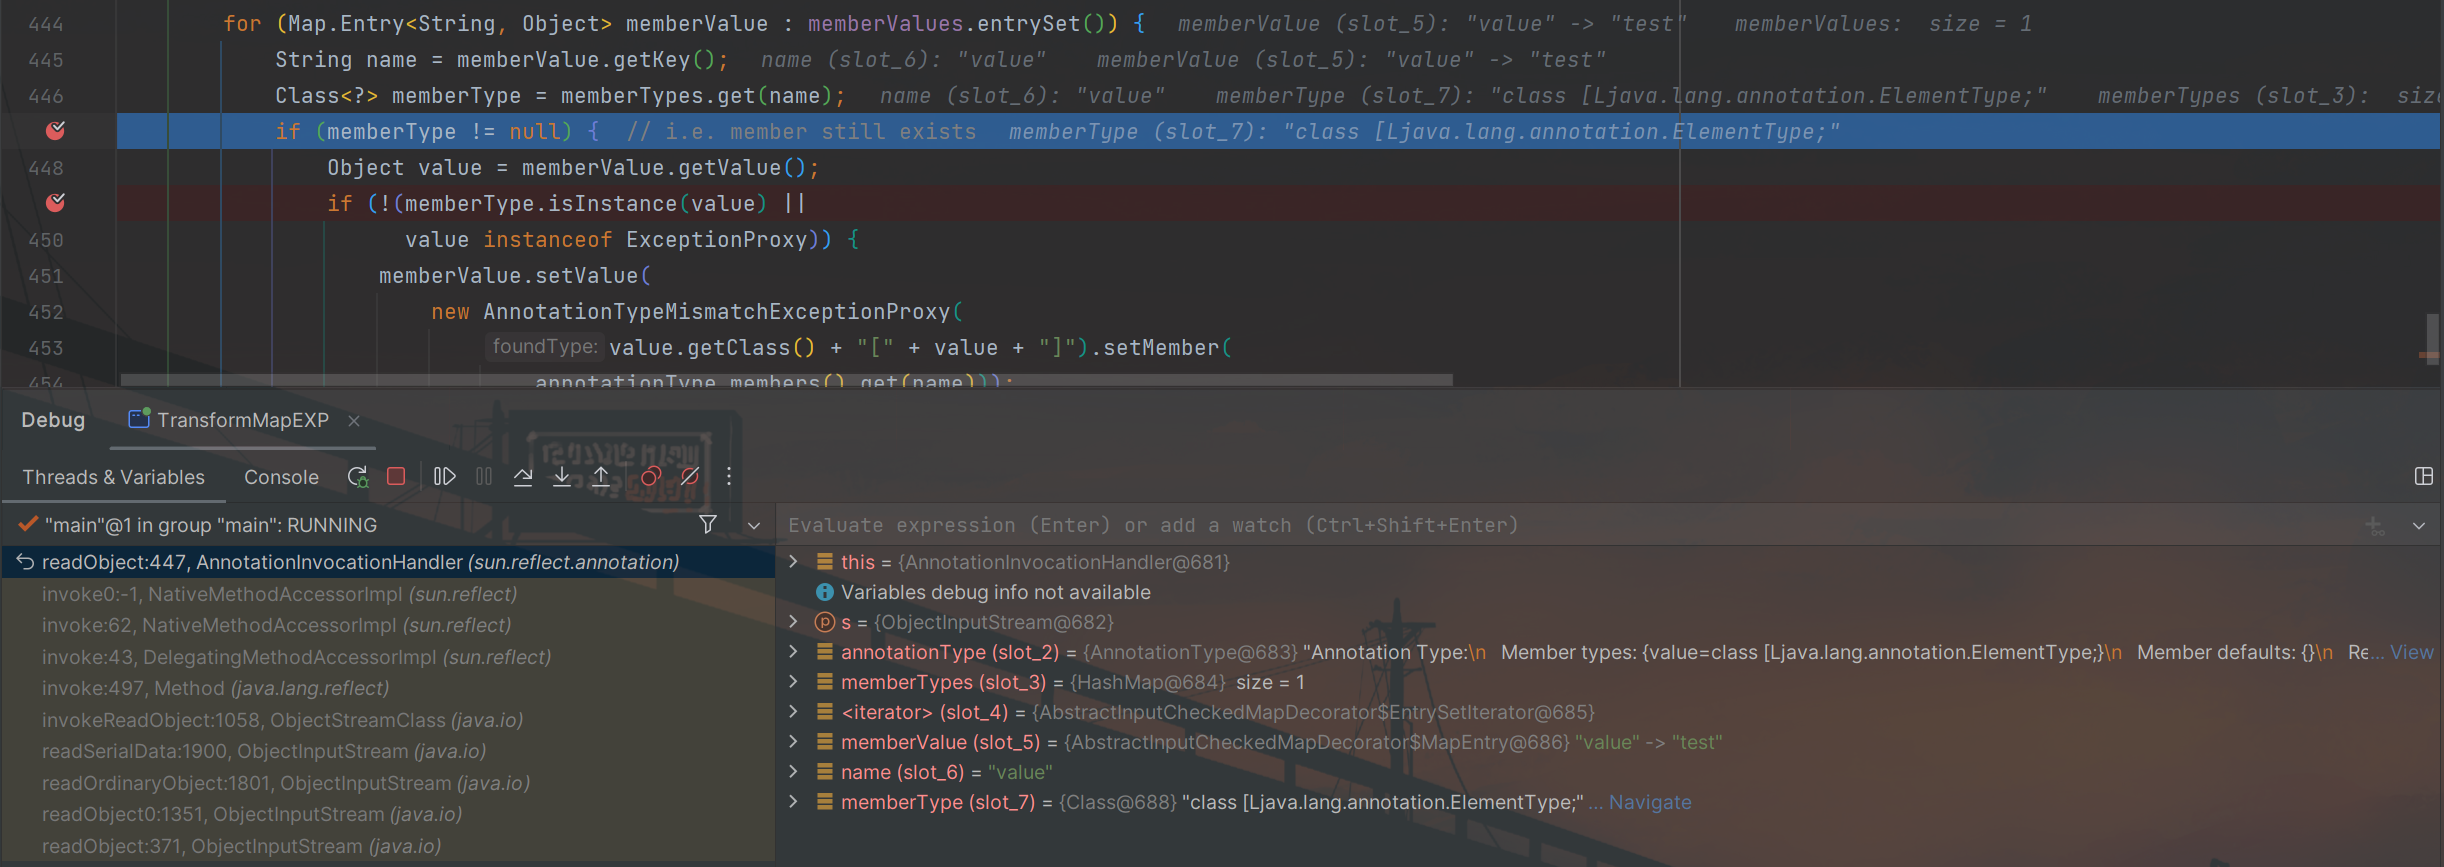 444 for (Map.Entry<String, Object> memberValue : memberValues.entrySet()) { memberValue (slot_5): "value" -> "test" memberValues: size = 1
445 String name = memberValue.getKey(); name (slot_6): "value" memberValue (slot_5): "value" -> "test"
446 Class<?> memberType = memberTypes.get(name); name (slot_6): "value" memberType (slot_7): "class [Ljava.lang.annotation.ElementType;" memberTypes (slot_3): size
if (memberType != null) { // i.e. member still exists memberType (slot_7): "class [Ljava.lang.annotation.ElementType;"
448 Object value = memberValue.getValue();
if (!(memberType.isInstance(value) ||
450 value instanceof ExceptionProxy)) {
451 memberValue.setValue(
452 new AnnotationTypeMismatchExceptionProxy(
453 foundType: value.getClass() + "[" + value + "]").setMember(
454 annotationType.members().get(name)));
Debug TransformMapEXP
Threads & Variables Console
"main"@1 in group "main": RUNNING
Evaluate expression (Enter) or add a watch (Ctrl+Shift+Enter)
readObject:447, AnnotationInvocationHandler (sun.reflect.annotation)
invoke0:-1, NativeMethodAccessorImpl (sun.reflect)
invoke:62, NativeMethodAccessorImpl (sun.reflect)
invoke:43, DelegatingMethodAccessorImpl (sun.reflect)
invoke:497, Method (java.lang.reflect)
invokeReadObject:1058, ObjectStreamClass (java.io)
readSerialData:1900, ObjectInputStream (java.io)
readOrdinaryObject:1801, ObjectInputStream (java.io)
readObject0:1351, ObjectInputStream (java.io)
readObject:371, ObjectInputStream (java.io)
this = {AnnotationInvocationHandler@681}
Variables debug info not available
s = {ObjectInputStream@682}
annotationType (slot_2) = {AnnotationType@683} "Annotation Type:\n Member types: {value=class [Ljava.lang.annotation.ElementType;}\n Member defaults: {}\n Re... View
memberTypes (slot_3) = {HashMap@684} size = 1
<iterator> (slot_4) = {AbstractInputCheckedMapDecorator$EntrySetIterator@685}
memberValue (slot_5) = {AbstractInputCheckedMapDecorator$MapEntry@686} "value" -> "test"
name (slot_6) = "value"
memberType (slot_7) = {Class@688} "class [Ljava.lang.annotation.ElementType;" ... Navigate